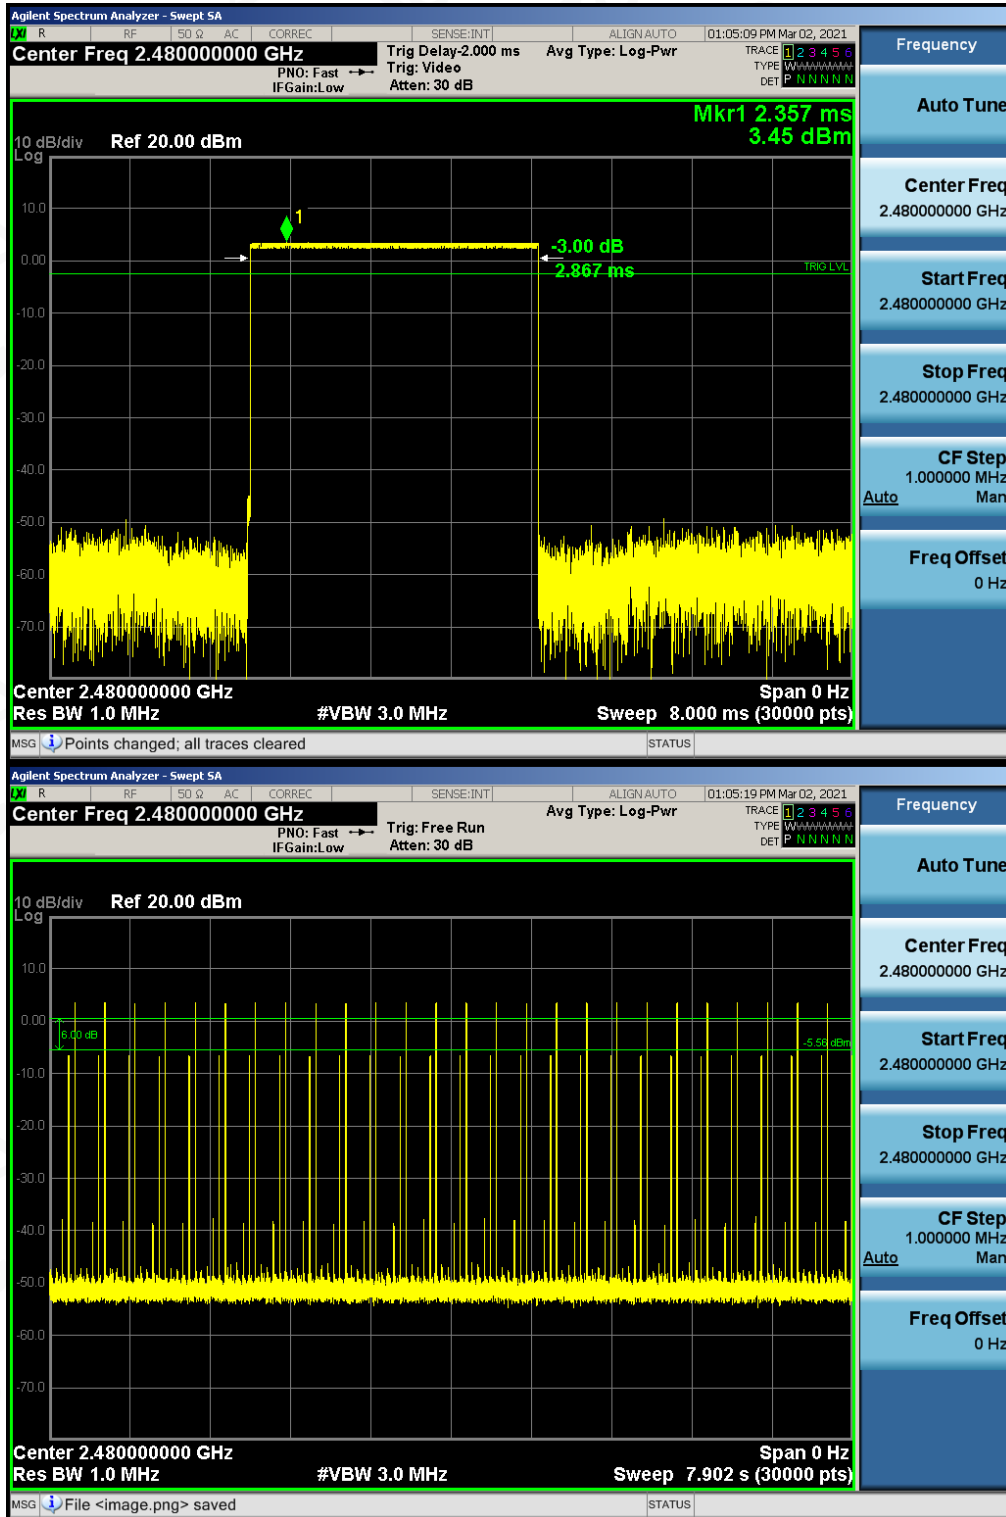 Agilent Spectrum Analyzer - Swept SA
LXI R RF 50 Ω AC CORREC SENSE:INT ALIGN AUTO 01:05:09 PM Mar 02, 2021
Center Freq 2.480000000 GHz
PNO: Fast
IFGain:Low
Trig Delay-2.000 ms
Trig: Video
Atten: 30 dB
Avg Type: Log-Pwr
TRACE 1 2 3 4 5 6
TYPE WWWWWW
DET P N N N N N
Mkr1 2.357 ms
3.45 dBm
10 dB/div Ref 20.00 dBm
Log
10.0
0.00
-10.0
-20.0
-30.0
-40.0
-50.0
-60.0
-70.0
1
-3.00 dB
2.867 ms
TRIG LVL
Center 2.480000000 GHz Span 0 Hz
Res BW 1.0 MHz #VBW 3.0 MHz Sweep 8.000 ms (30000 pts)
MSG Points changed; all traces cleared STATUS
Frequency
Auto Tune
Center Freq
2.480000000 GHz
Start Freq
2.480000000 GHz
Stop Freq
2.480000000 GHz
CF Step
1.000000 MHz
Auto Man
Freq Offset
0 Hz
Agilent Spectrum Analyzer - Swept SA
LXI R RF 50 Ω AC CORREC SENSE:INT ALIGN AUTO 01:05:19 PM Mar 02, 2021
Center Freq 2.480000000 GHz
PNO: Fast
IFGain:Low
Trig: Free Run
Atten: 30 dB
Avg Type: Log-Pwr
TRACE 1 2 3 4 5 6
TYPE WWWWWW
DET P N N N N N
10 dB/div Ref 20.00 dBm
Log
10.0
0.00
-10.0
-20.0
-30.0
-40.0
-50.0
-60.0
-70.0
6.00 dB
-5.56 dBm
Center 2.480000000 GHz Span 0 Hz
Res BW 1.0 MHz #VBW 3.0 MHz Sweep 7.902 s (30000 pts)
MSG File <image.png> saved STATUS
Frequency
Auto Tune
Center Freq
2.480000000 GHz
Start Freq
2.480000000 GHz
Stop Freq
2.480000000 GHz
CF Step
1.000000 MHz
Auto Man
Freq Offset
0 Hz